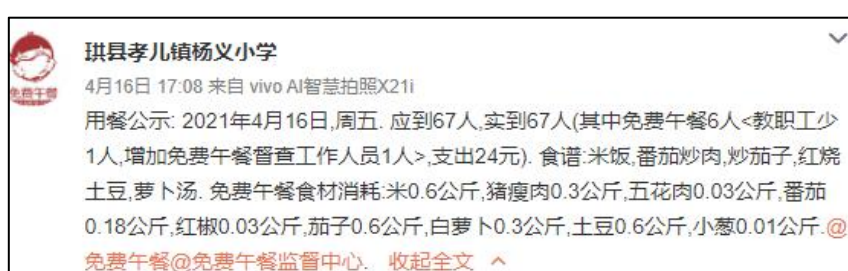 珙县孝儿镇杨义小学
4月16日 17:08 来自 vivo AI智慧拍照X21i
用餐公示: 2021年4月16日,周五. 应到67人,实到67人(其中免费午餐6人<教职工少
1人,增加免费午餐督查工作人员1人>,支出24元). 食谱:米饭,番茄炒肉,炒茄子,红烧
土豆,萝卜汤. 免费午餐食材消耗:米0.6公斤,猪瘦肉0.3公斤,五花肉0.03公斤,番茄
0.18公斤,红椒0.03公斤,茄子0.6公斤,白萝卜0.3公斤,土豆0.6公斤,小葱0.01公斤.@
免费午餐@免费午餐监督中心. 收起全文
免费午餐